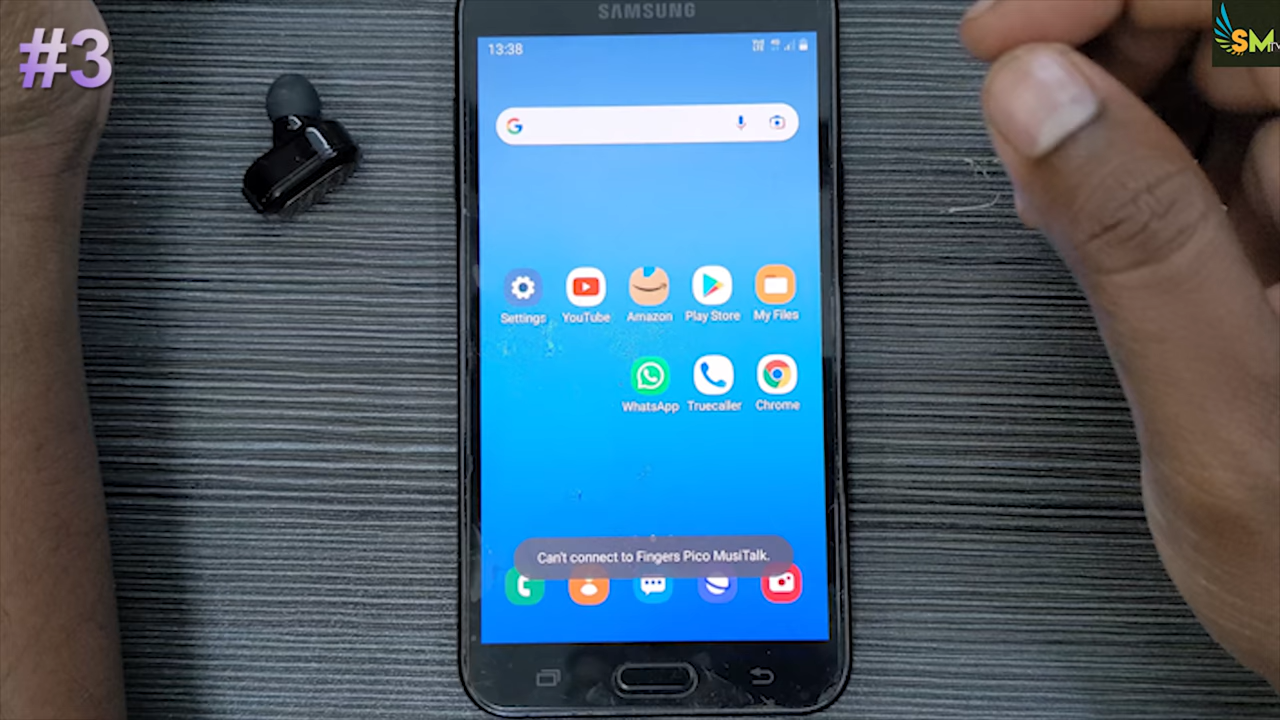 #3
SAMSUNG
SM tv
13:38
Settings YouTube Amazon Play Store My Files
WhatsApp Truecaller Chrome
Can't connect to Fingers Pico MusiTalk.